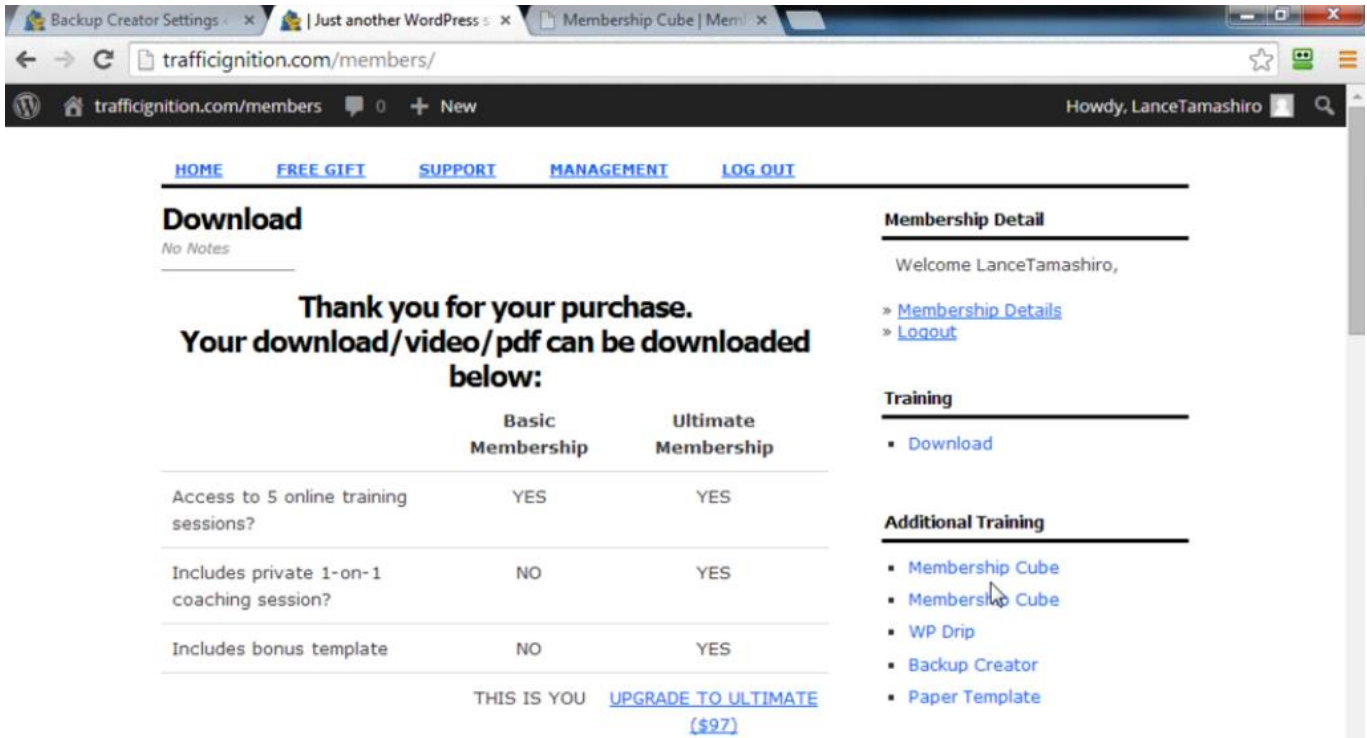 Backup Creator Settings
| Just another WordPress s
Membership Cube | Mem
trafficignition.com/members/
trafficignition.com/members 0 + New
Howdy, LanceTamashiro
HOME FREE GIFT SUPPORT MANAGEMENT LOG OUT
Download
No Notes
Thank you for your purchase.
Your download/video/pdf can be downloaded
below:
Basic
Membership
Ultimate
Membership
Access to 5 online training
sessions?
YES YES
Includes private 1-on-1
coaching session?
NO YES
Includes bonus template NO YES
THIS IS YOU
UPGRADE TO ULTIMATE
($97)
Membership Detail
Welcome LanceTamashiro,
» Membership Details
» Logout
Training
▪ Download
Additional Training
▪ Membership Cube
▪ Membership Cube
▪ WP Drip
▪ Backup Creator
▪ Paper Template